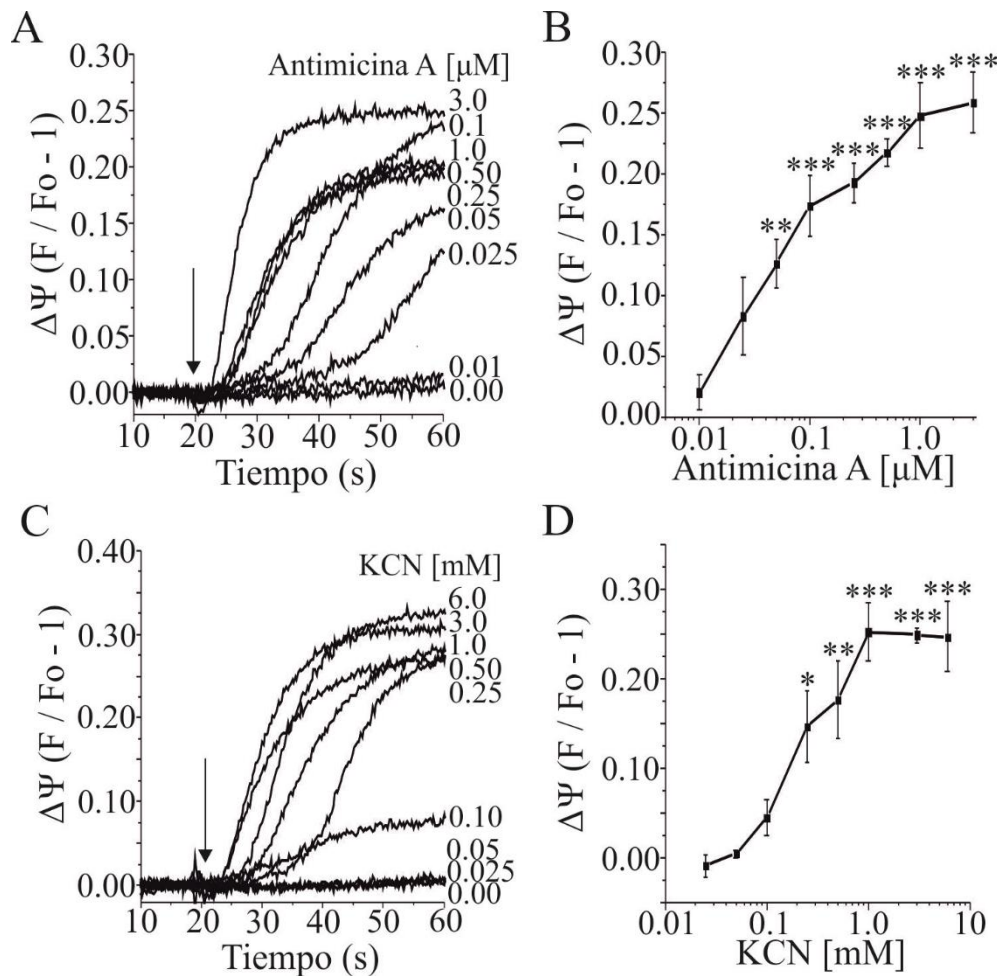 A
ΔΨ (F / Fo - 1)
0.30
0.25
0.20
0.15
0.10
0.05
0.00
Antimicina A [μM]
3.0
0.1
1.0
0.50
0.25
0.05
0.025
0.01
0.00
10 20 30 40 50 60
Tiempo (s)
B
ΔΨ (F / Fo - 1)
0.30
0.25
0.20
0.15
0.10
0.05
0.00
** *** *** *** *** ***
0.01 0.1 1.0
Antimicina A [μM]
C
ΔΨ (F / Fo - 1)
0.40
0.30
0.20
0.10
0.00
KCN [mM]
6.0
3.0
1.0
0.50
0.25
0.10
0.05
0.025
0.00
10 20 30 40 50 60
Tiempo (s)
D
ΔΨ (F / Fo - 1)
0.30
0.20
0.10
0.00
* ** *** *** ***
0.01 0.1 1.0 10
KCN [mM]